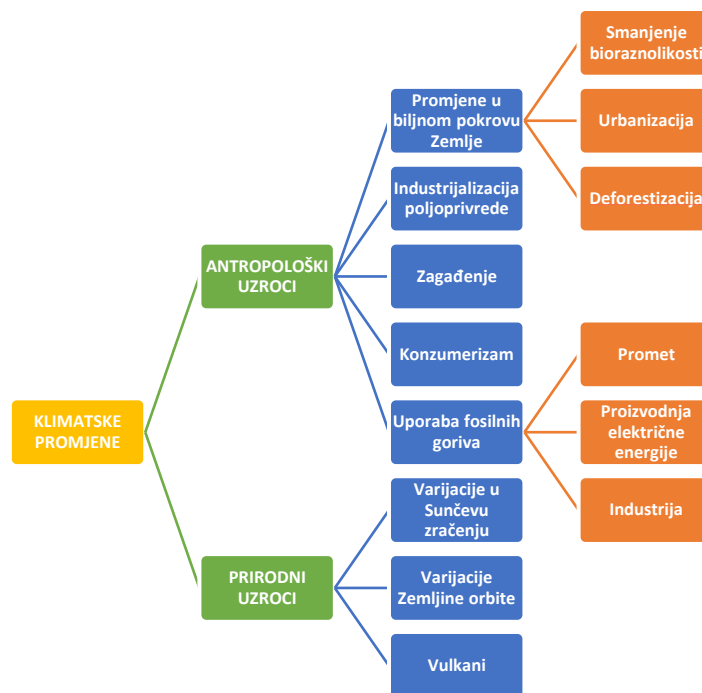 Smanjenje
bioraznolikosti
Promjene u
biljnom pokrovu
Zemlje
Urbanizacija
Industrijalizacija
poljoprivrede
Deforestizacija
ANTROPOLOŠKI
UZROCI
Zagađenje
Konzumerizam
Promet
KLIMATSKE
PROMJENE
Uporaba fosilnih
goriva
Proizvodnja
električne
energije
Varijacije u
Sunčevu
zračenju
Industrija
PRIRODNI
UZROCI
Varijacije
Zemljine orbite
Vulkani